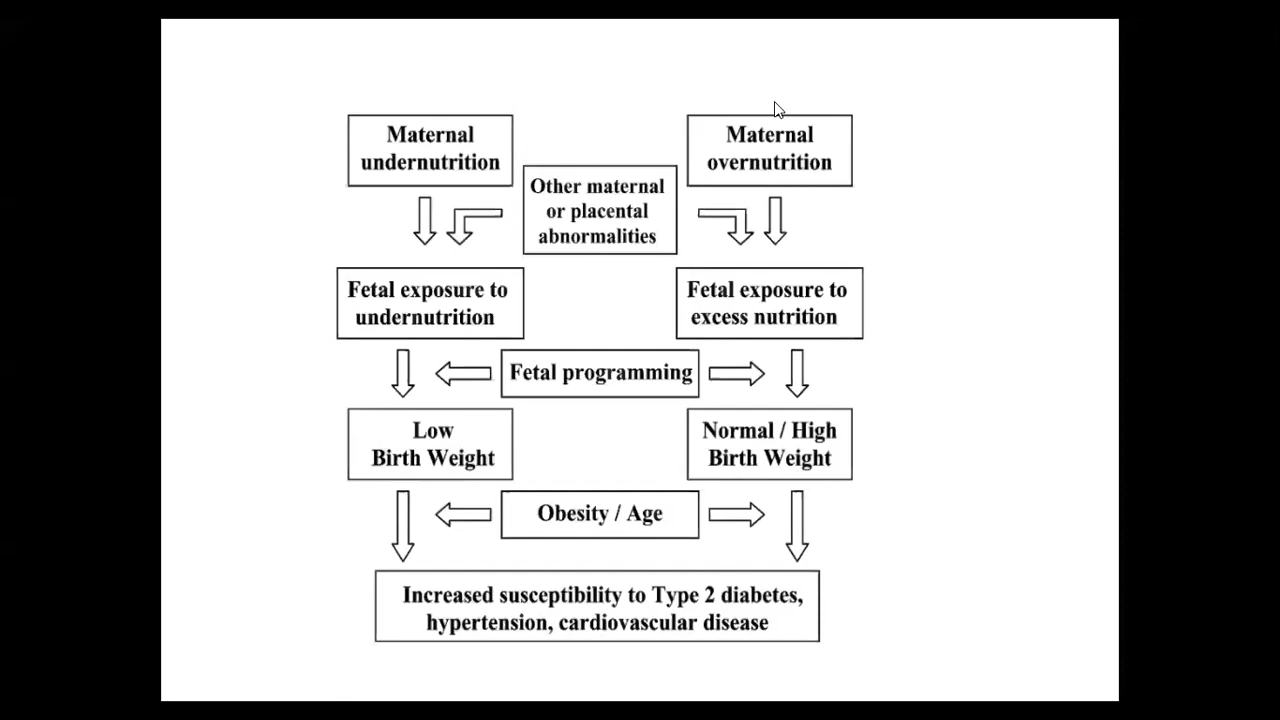 Maternal
undernutrition
Maternal
overnutrition
Other maternal
or placental
abnormalities
Fetal exposure to
undernutrition
Fetal exposure to
excess nutrition
Fetal programming
Low
Birth Weight
Normal / High
Birth Weight
Obesity / Age
Increased susceptibility to Type 2 diabetes,
hypertension, cardiovascular disease